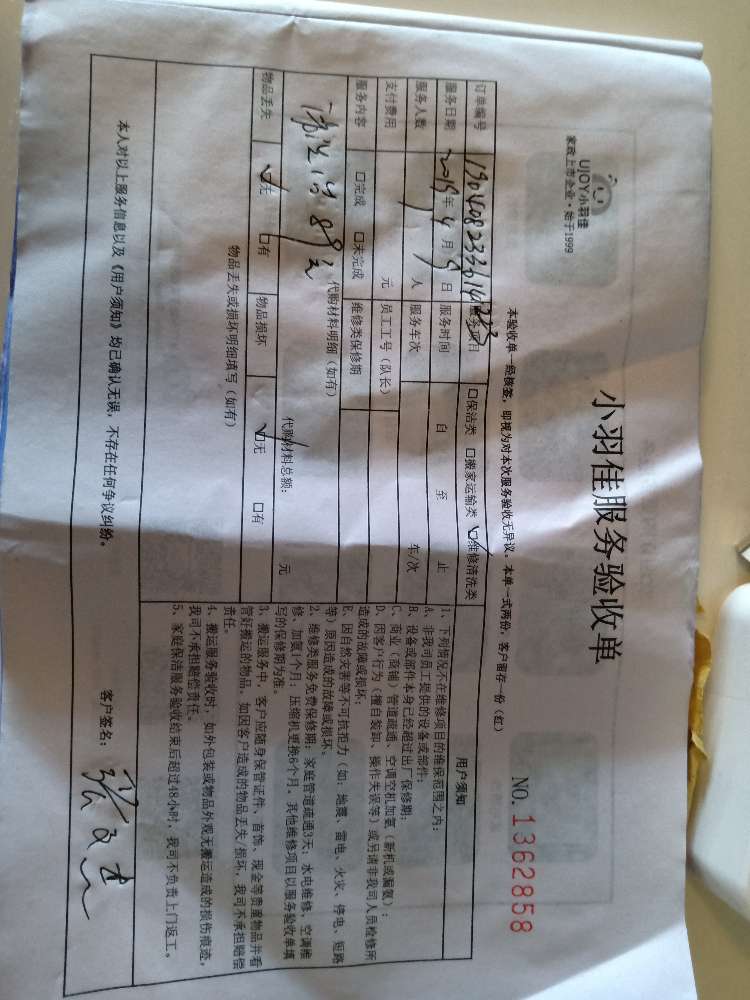 UJOY小羽佳
家政上市企业·始于1999
小羽佳服务验收单
NO. 1362858
本验收单一经核签，即视为对本次服务验收无异议。本单一式两份，客户留存一份（红）
订单编号 服务项目 □保洁类 □搬家运输类 ☑维修清洗类
服务日期 2019年4月9日 服务时间 自 至 止
服务人数 1人 服务车次 车/次
支付费用 元 员工工号（队长）
服务内容 □完成 □未完成 维修类保修期
清洗 89元
代购材料明细（如有）
代购材料总额： 元
物品丢失 ☑无 □有 物品损坏 ☑无 □有
物品丢失或损坏明细填写（如有）
用户须知
1、下列情况不在维修项目的维保范围之内：
A、非我司员工提供的设备或部件；
B、设备或部件本身已经超过出厂保修期；
C、商业（商铺）管道疏通、空调空机加氨（新机或漏氨）；
D、因客户行为（擅自装卸、操作失误等）或另请非我司人员检修所
造成的故障或损坏；
E、因自然灾害等不可抗拒力（如：地震、雷电、火灾、停电、短路
等）原因造成的故障或损坏。
2、维修类服务免费保修期：家庭管道疏通3天；水电维修、空调维
修、加氨1个月；压缩机更换6个月。其他维修项目以服务验收单填
写的保修期为准。
3、搬运服务中，客户应随身保管证件、首饰、现金等贵重物品并看
管好搬运的物品，如因客户造成的物品丢失/损坏，我司不承担赔偿
责任。
4、搬运服务验收时，如外包装或物品外观无搬运造成的损伤痕迹，
我司不承担赔偿责任。
5、家庭保洁服务验收结束后超过48小时，我司不负责上门返工。
本人对以上服务信息以及《用户须知》均已确认无误，不存在任何争议纠纷。
客户签名：